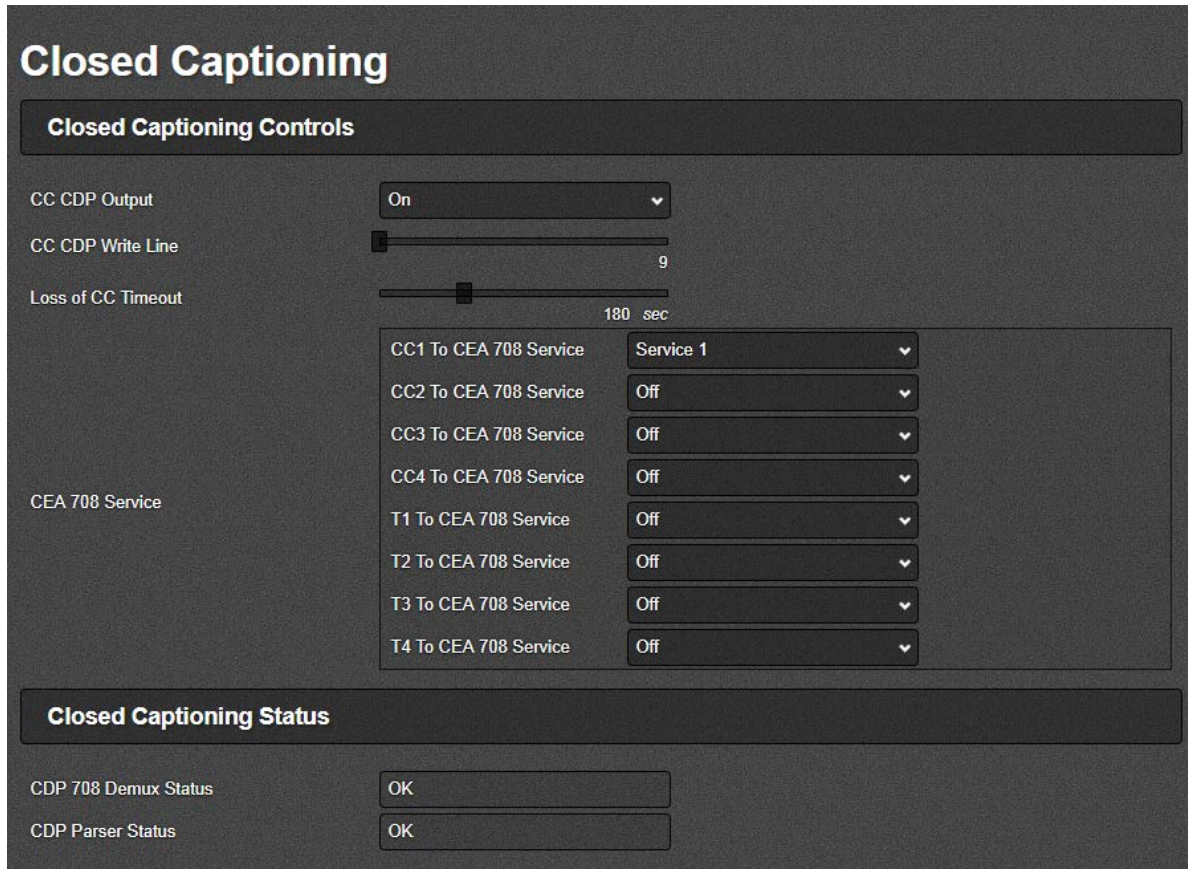 Closed Captioning
Closed Captioning Controls
CC CDP Output On
CC CDP Write Line
9
Loss of CC Timeout
180 sec
CEA 708 Service
CC1 To CEA 708 Service Service 1
CC2 To CEA 708 Service Off
CC3 To CEA 708 Service Off
CC4 To CEA 708 Service Off
T1 To CEA 708 Service Off
T2 To CEA 708 Service Off
T3 To CEA 708 Service Off
T4 To CEA 708 Service Off
Closed Captioning Status
CDP 708 Demux Status OK
CDP Parser Status OK